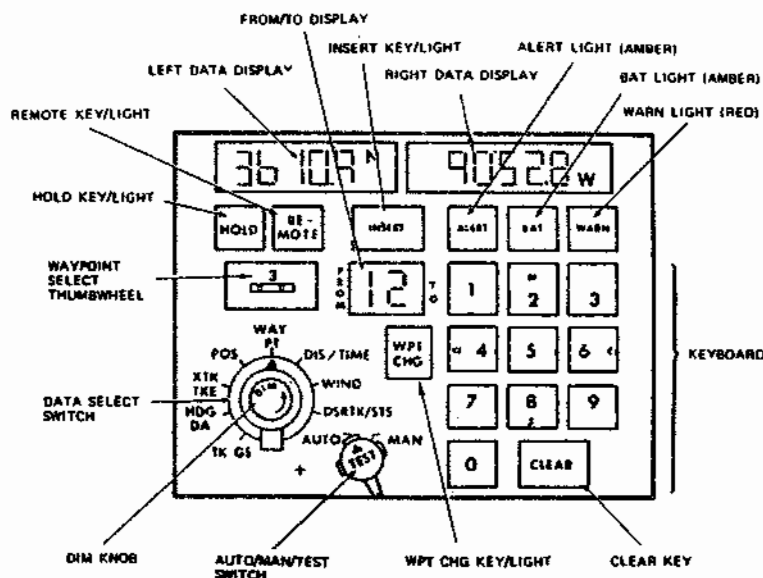 FROM/TO DISPLAY
INSERT KEY/LIGHT
ALERT LIGHT (AMBER)
LEFT DATA DISPLAY
RIGHT DATA DISPLAY
BAT LIGHT (AMBER)
REMOTE KEY/LIGHT
WARN LIGHT (RED)
36 10.9 N
90 52.8 W
HOLD KEY/LIGHT
HOLD
RE-
MOTE
INSERT
ALERT
BAT
WARN
WAYPOINT
SELECT
THUMBWHEEL
3
FROM
12
TO
1
N
2
3
WAY
PT
POS
DIS/TIME
WPT
CHG
4
5
6
KEYBOARD
XTK
TKE
WIND
DATA SELECT
SWITCH
DIM
HDG
DA
DSRTK/STS
7
8
9
AUTO
MAN
TK GS
TEST
0
CLEAR
DIM KNOB
AUTO/MAN/TEST
SWITCH
WPT CHG KEY/LIGHT
CLEAR KEY